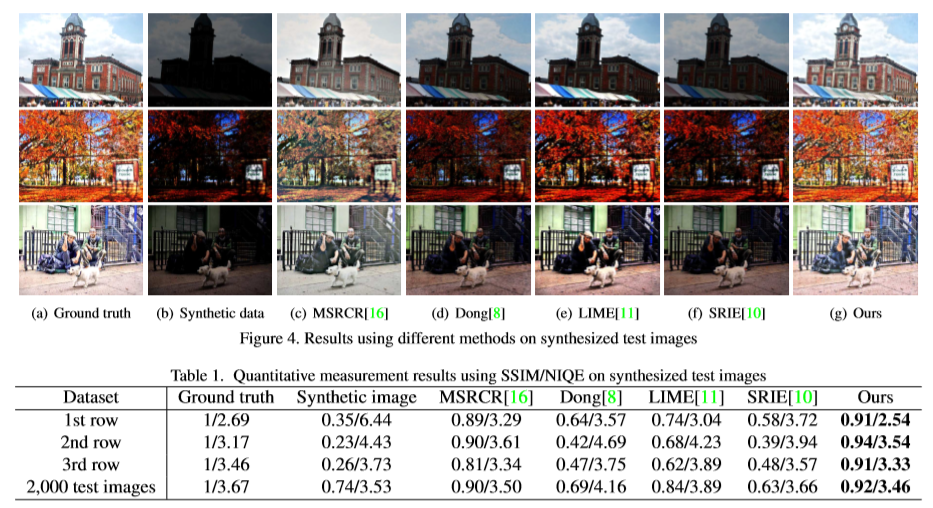 (a) Ground truth (b) Synthetic data (c) MSRCR[16] (d) Dong[8] (e) LIME[11] (f) SRIE[10] (g) Ours
Figure 4. Results using different methods on synthesized test images
Table 1. Quantitative measurement results using SSIM/NIQE on synthesized test images
Dataset Ground truth Synthetic image MSRCR[16] Dong[8] LIME[11] SRIE[10] Ours
1st row 1/2.69 0.35/6.44 0.89/3.29 0.64/3.57 0.74/3.04 0.58/3.72 0.91/2.54
2nd row 1/3.17 0.23/4.43 0.90/3.61 0.42/4.69 0.68/4.23 0.39/3.94 0.94/3.54
3rd row 1/3.46 0.26/3.73 0.81/3.34 0.47/3.75 0.62/3.89 0.48/3.57 0.91/3.33
2,000 test images 1/3.67 0.74/3.53 0.90/3.50 0.69/4.16 0.84/3.89 0.63/3.66 0.92/3.46